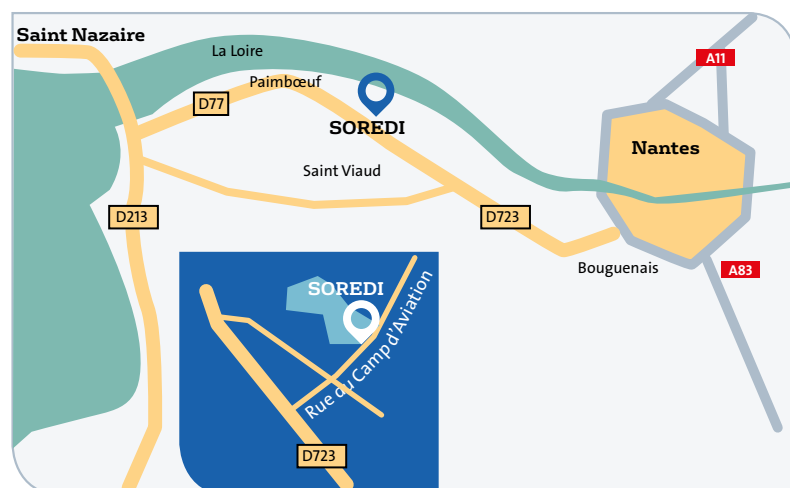 Saint Nazaire
La Loire
A11
Paimbœuf
D77
SOREDI
Nantes
Saint Viaud
D213
D723
Bouguenais
A83
SOREDI
Rue du Camp d'Aviation
D723